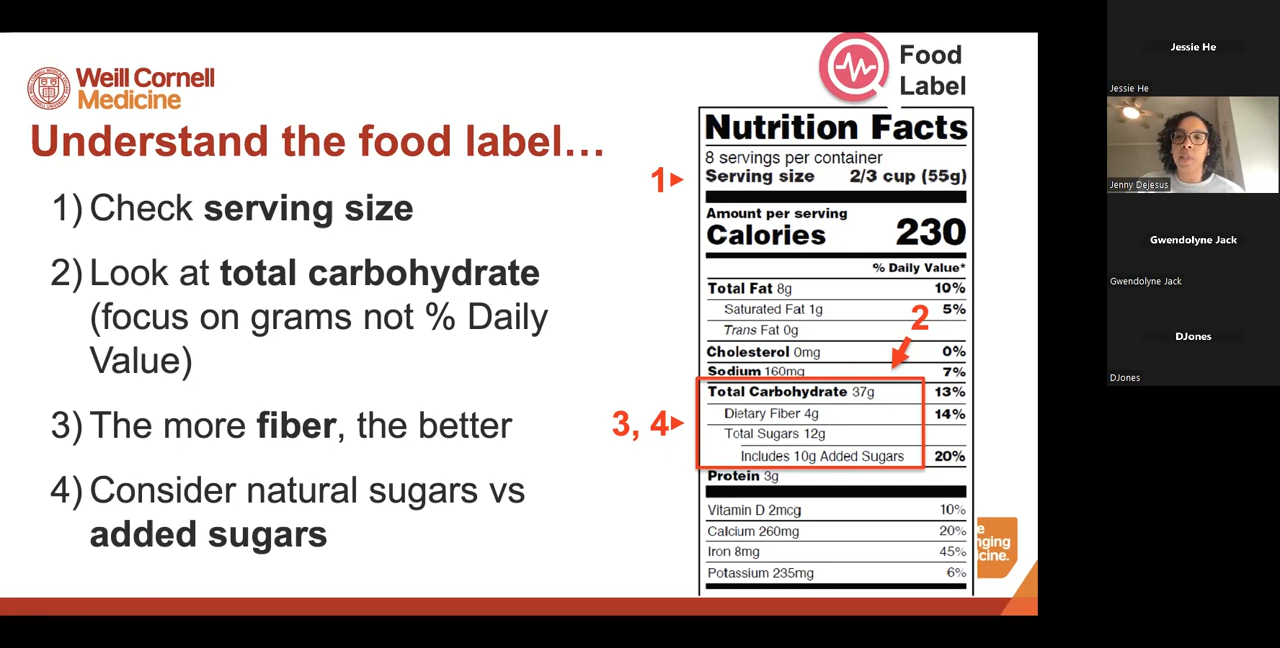 Weill Cornell
Medicine
Understand the food label…
1) Check serving size
2) Look at total carbohydrate
(focus on grams not % Daily
Value)
3) The more fiber, the better
4) Consider natural sugars vs
added sugars
Food
Label
Nutrition Facts
8 servings per container
1
Serving size 2/3 cup (55g)
Amount per serving
Calories 230
% Daily Value*
Total Fat 8g 10%
Saturated Fat 1g 5%
2
Trans Fat 0g
Cholesterol 0mg 0%
Sodium 160mg 7%
Total Carbohydrate 37g 13%
Dietary Fiber 4g 14%
3, 4
Total Sugars 12g
Includes 10g Added Sugars 20%
Protein 3g
Vitamin D 2mcg 10%
Calcium 260mg 20%
Iron 8mg 45%
Potassium 235mg 6%
Jessie He
Jessie He
Jenny Dejesus
Gwendolyne Jack
Gwendolyne Jack
DJones
DJones